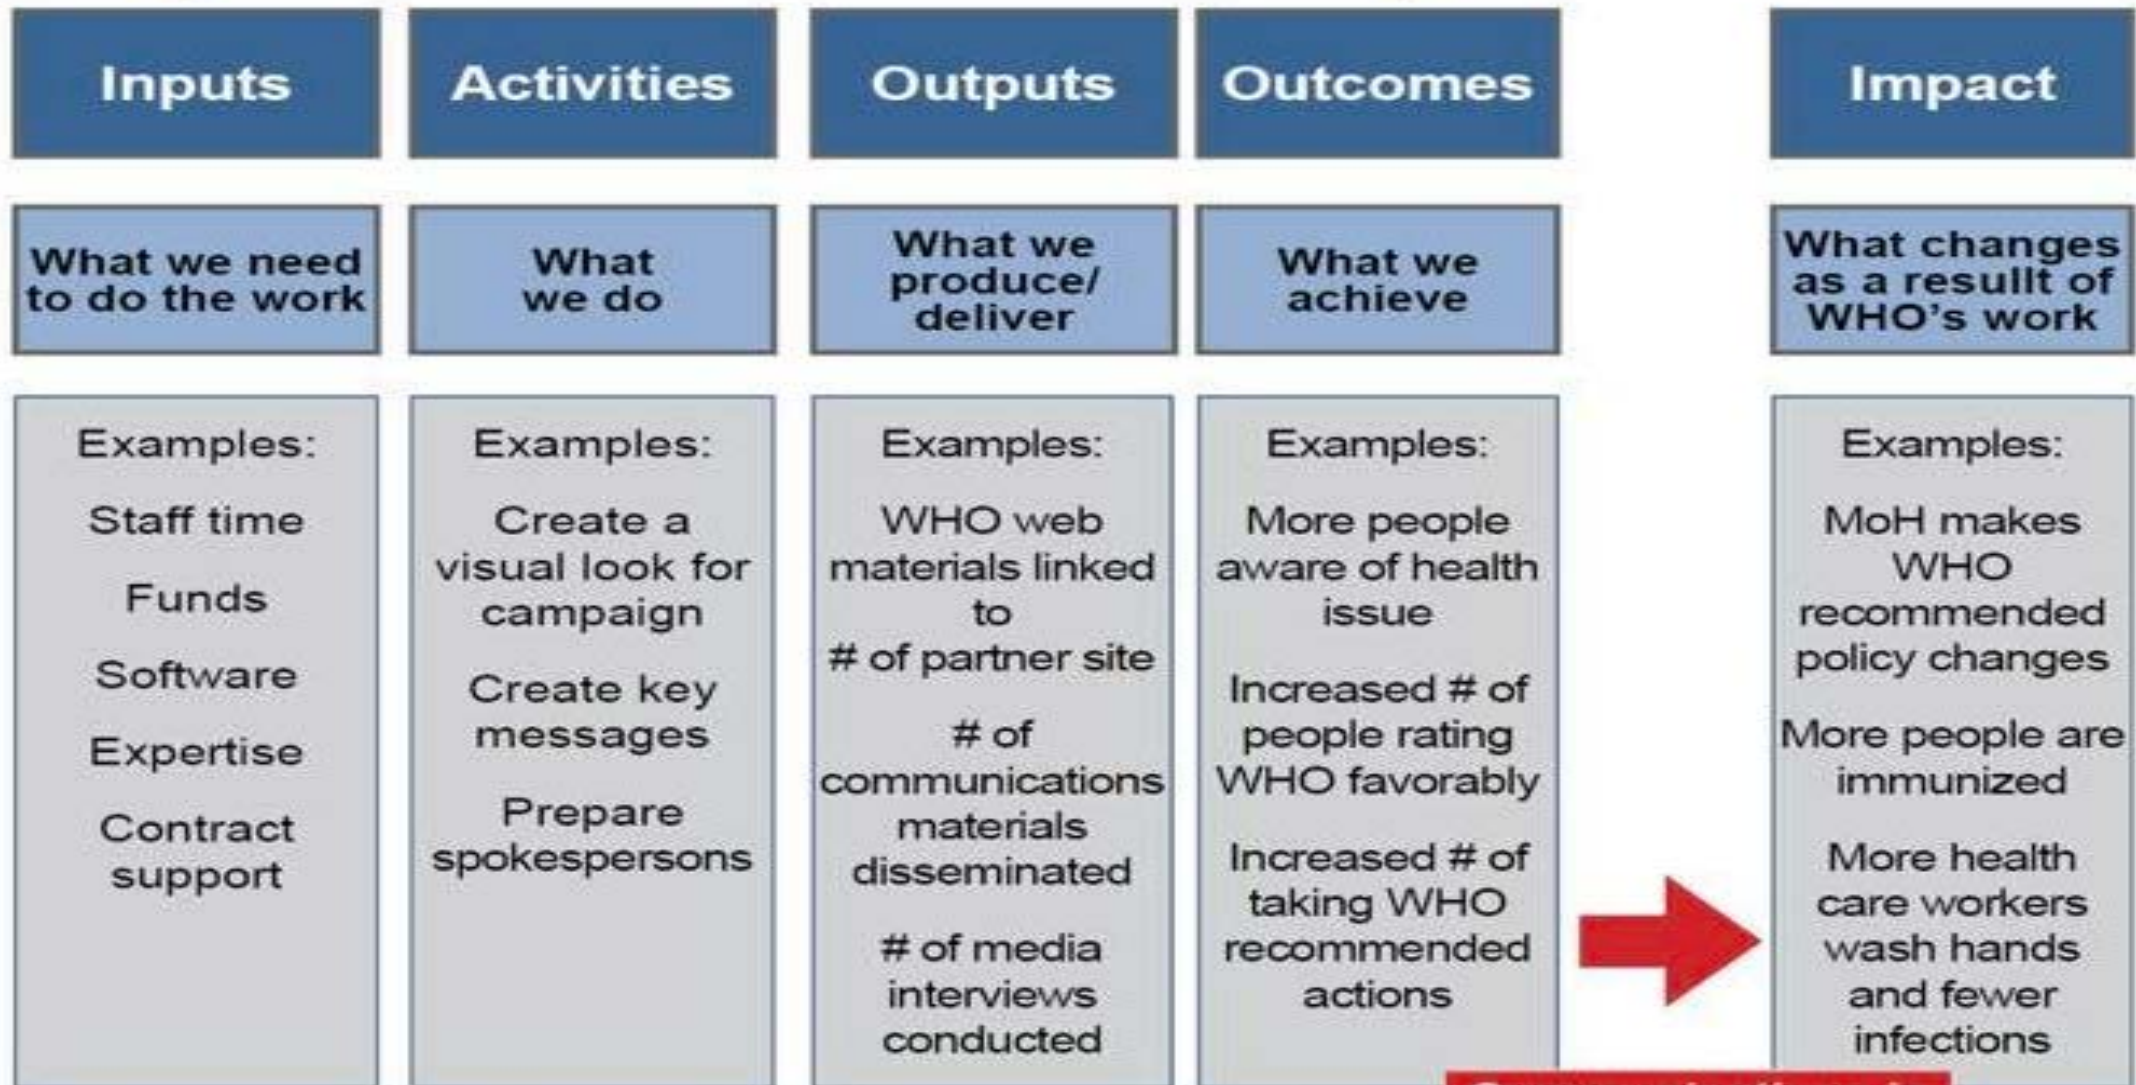 Inputs
Activities
Outputs
Outcomes
Impact
What we need
to do the work
What
we do
What we
produce/
deliver
What we
achieve
What changes
as a resullt of
WHO's work
Examples:
Staff time
Funds
Software
Expertise
Contract
support
Examples:
Create a
visual look for
campaign
Create key
messages
Prepare
spokespersons
Examples:
WHO web
materials linked
to
# of partner site
# of
communications
materials
disseminated
# of media
interviews
conducted
Examples:
More people
aware of health
issue
Increased # of
people rating
WHO favorably
Increased # of
taking WHO
recommended
actions
Examples:
MoH makes
WHO
recommended
policy changes
More people are
immunized
More health
care workers
wash hands
and fewer
infections